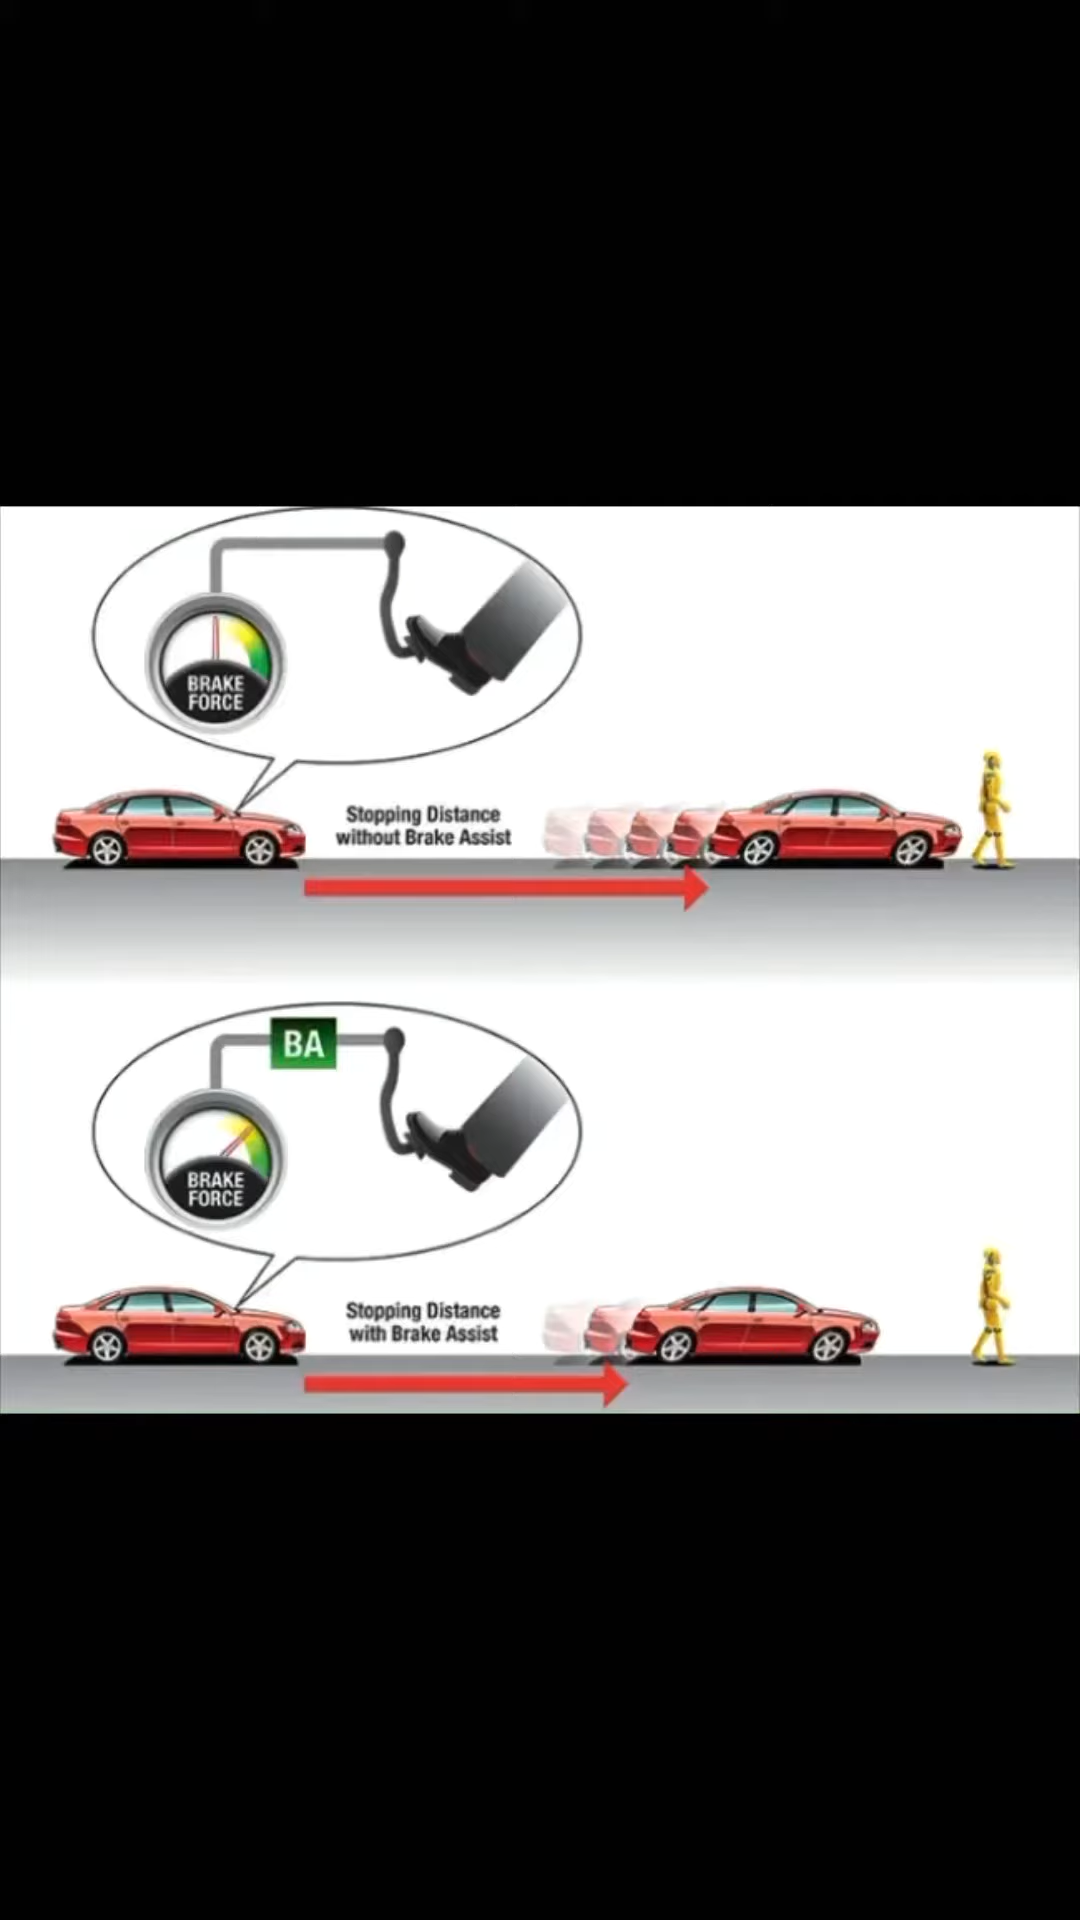 BRAKE
FORCE
Stopping Distance
without Brake Assist
BA
BRAKE
FORCE
Stopping Distance
with Brake Assist